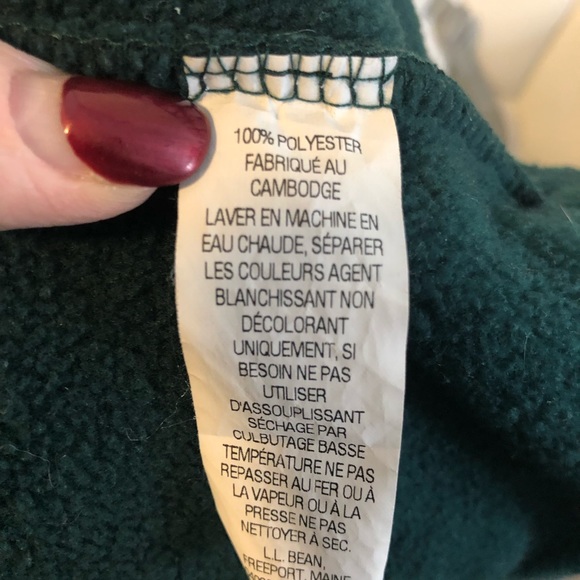 100% POLYESTER
FABRIQUÉ AU
CAMBODGE
LAVER EN MACHINE EN
EAU CHAUDE, SÉPARER
LES COULEURS AGENT
BLANCHISSANT NON
DÉCOLORANT
UNIQUEMENT, SI
BESOIN NE PAS
UTILISER
D'ASSOUPLISSANT
SÉCHAGE PAR
CULBUTAGE BASSE
TEMPÉRATURE NE PAS
REPASSER AU FER OU À
LA VAPEUR OU À LA
PRESSE NE PAS
NETTOYER À SEC.
L.L. BEAN,
FREEPORT, MAINE